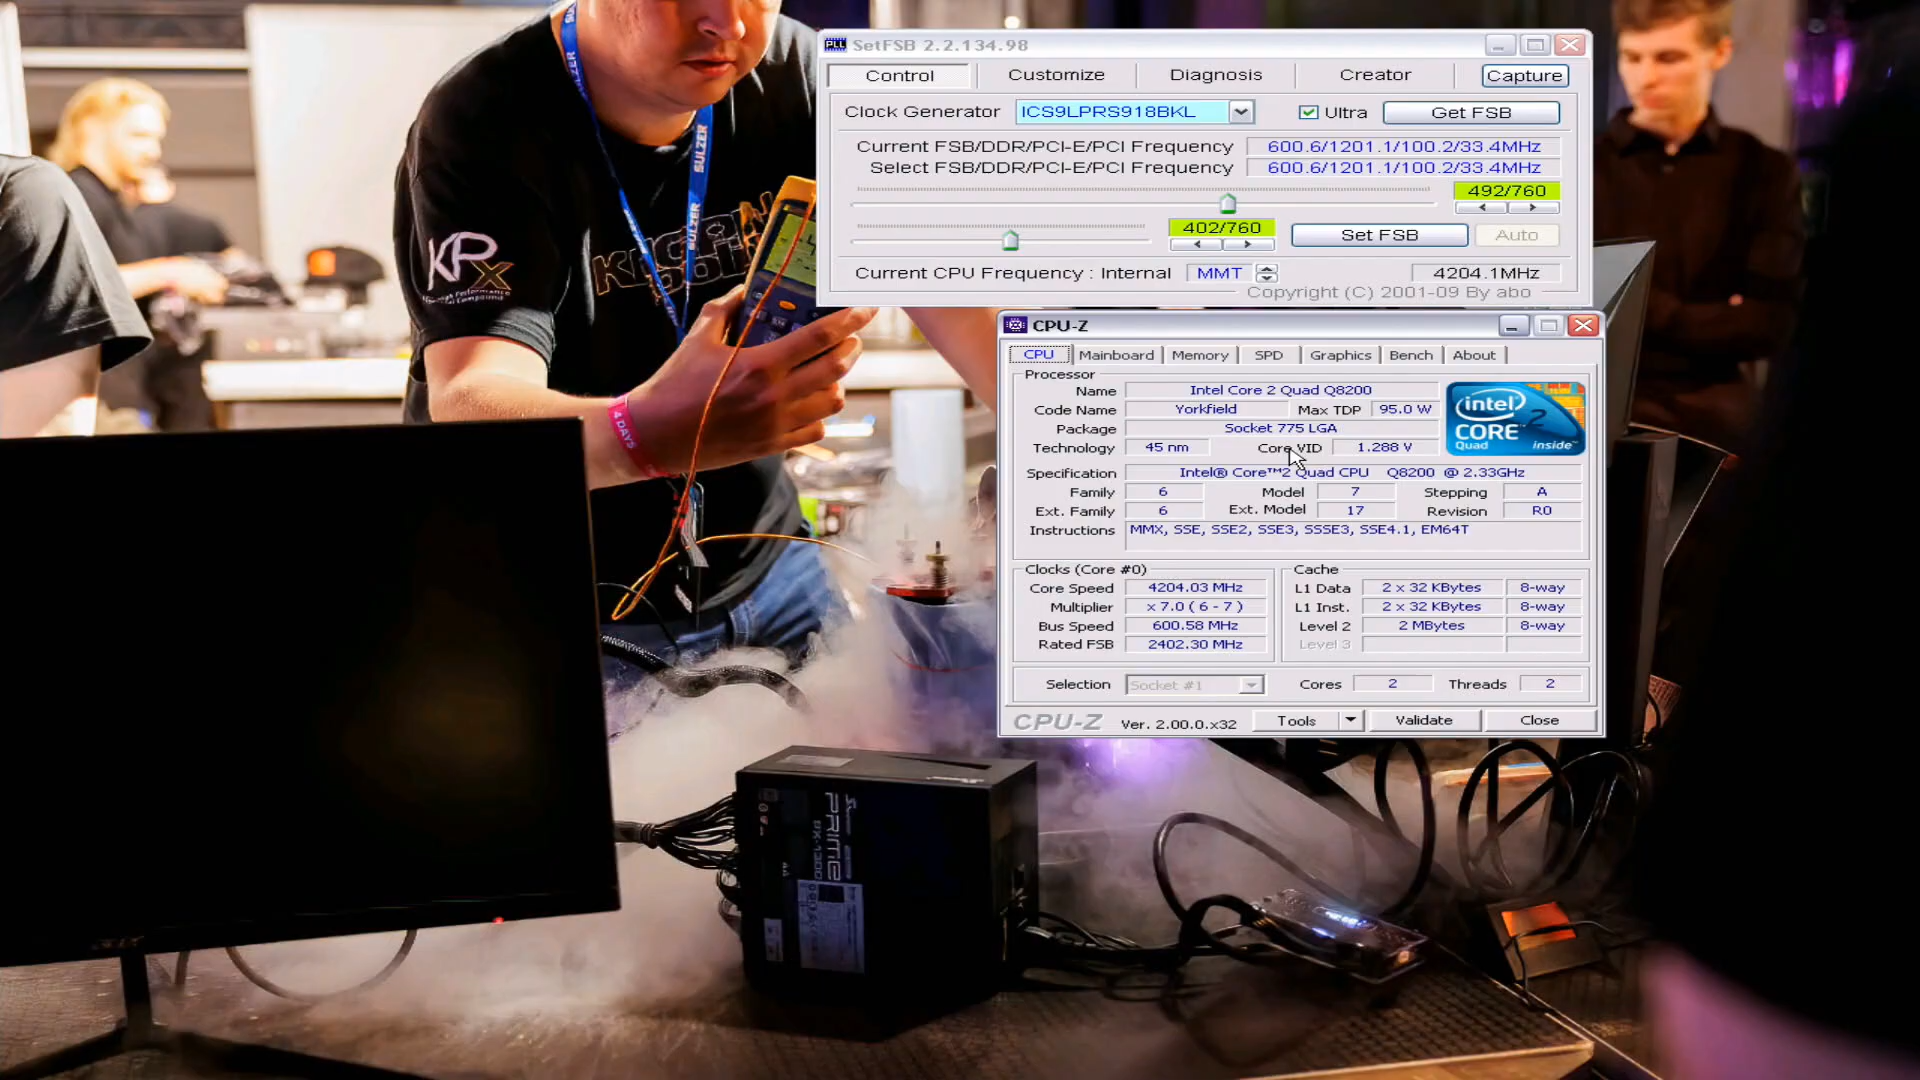 SetFSB 2.2.134.98
Control Customize Diagnosis Creator Capture
Clock Generator ICS9LPRS918BKL Ultra Get FSB
Current FSB/DDR/PCI-E/PCI Frequency 600.6/1201.1/100.2/33.4MHz
Select FSB/DDR/PCI-E/PCI Frequency 600.6/1201.1/100.2/33.4MHz
492/760
402/760 Set FSB Auto
Current CPU Frequency : Internal MMT 4204.1MHz
Copyright (C) 2001-09 By abo
CPU-Z
CPU Mainboard Memory SPD Graphics Bench About
Processor
Name Intel Core 2 Quad Q8200
Code Name Yorkfield Max TDP 95.0 W
Package Socket 775 LGA
Technology 45 nm Core VID 1.288 V
Specification Intel® Core™2 Quad CPU Q8200 @ 2.33GHz
Family 6 Model 7 Stepping A
Ext. Family 6 Ext. Model 17 Revision R0
Instructions MMX, SSE, SSE2, SSE3, SSSE3, SSE4.1, EM64T
Clocks (Core #0)
Core Speed 4204.03 MHz
Multiplier x 7.0 ( 6 - 7 )
Bus Speed 600.58 MHz
Rated FSB 2402.30 MHz
Cache
L1 Data 2 x 32 KBytes 8-way
L1 Inst. 2 x 32 KBytes 8-way
Level 2 2 MBytes 8-way
Level 3
Selection Socket #1 Cores 2 Threads 2
CPU-Z Ver. 2.00.0.x32 Tools Validate Close
intel
CORE 2
Quad inside™
SULZER
SULZER
KPx
4 DAYS
PRIME